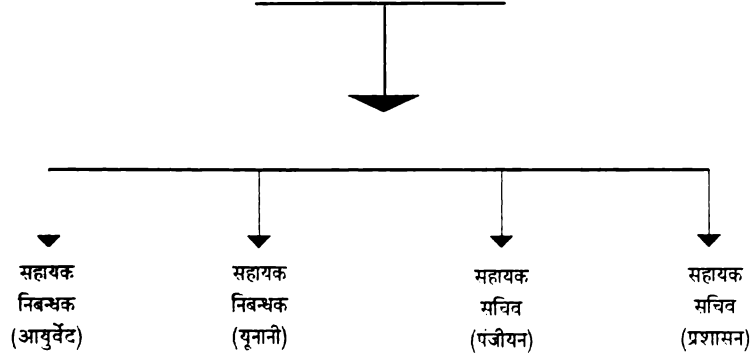 सहायक
निबन्धक
(आयुर्वेट)
सहायक
निबन्धक
(यूनानी)
सहायक
सचिव
(पंजीयन)
सहायक
सचिव
(प्रशासन)